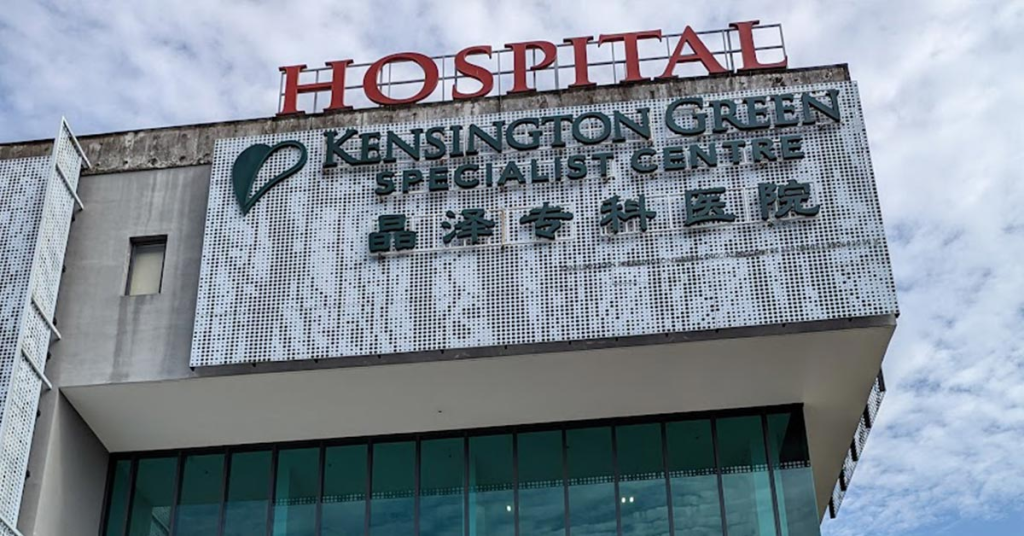 HOSPITAL
KENSINGTON GREEN
SPECIALIST CENTRE
晶泽专科医院